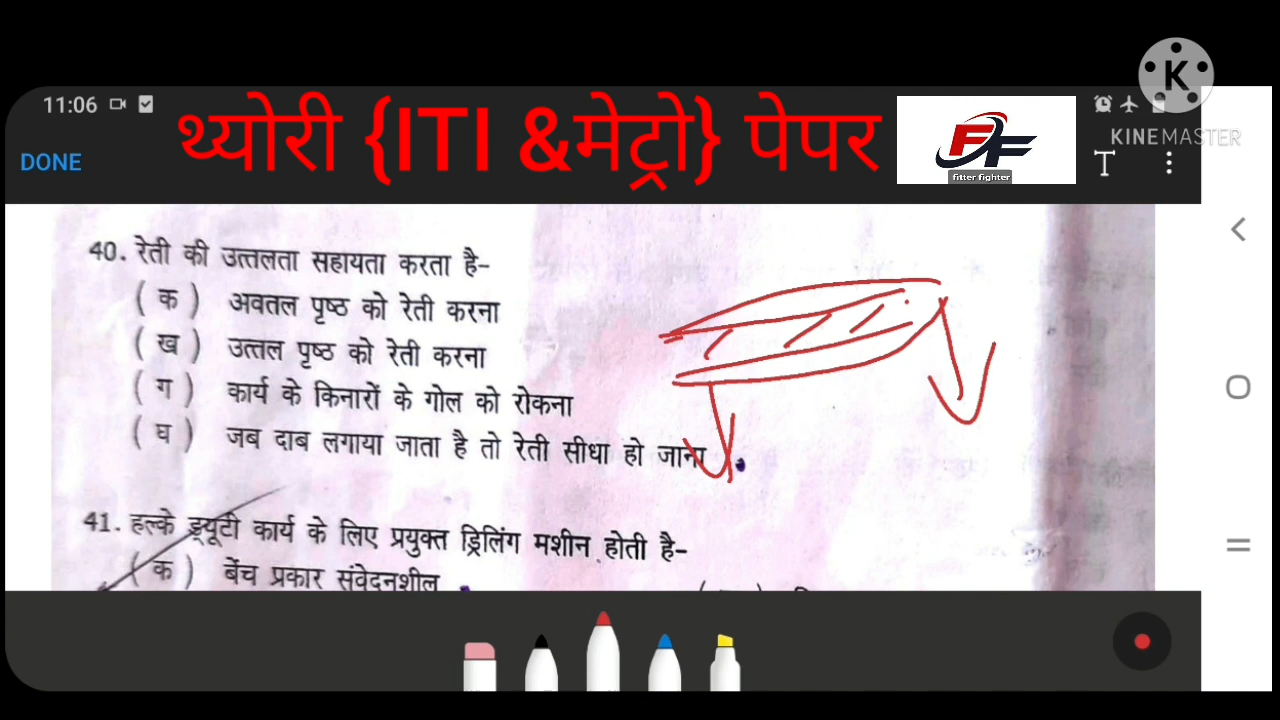 11:06
थ्योरी {ITI &मेट्रो} पेपर
K
KINEMASTER
DONE
FF
fitter fighter
T
40. रेती की उत्तलता सहायता करता है-
( क ) अवतल पृष्ठ को रेती करना
( ख ) उत्तल पृष्ठ को रेती करना
( ग ) कार्य के किनारों के गोल को रोकना
( घ ) जब दाब लगाया जाता है तो रेती सीधा हो जाना
41. हल्के ड्यूटी कार्य के लिए प्रयुक्त ड्रिलिंग मशीन होती है-
( क ) बेंच प्रकार संवेदनशील